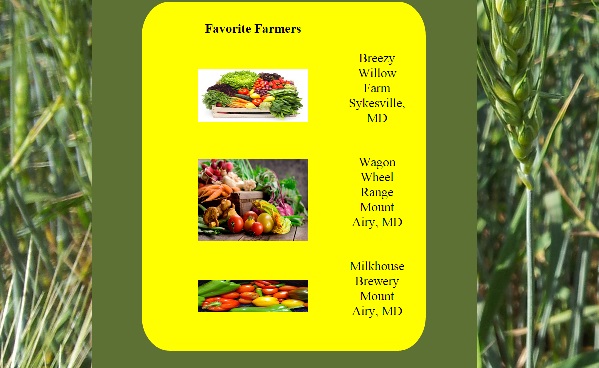 Favorite Farmers
Breezy
Willow
Farm
Sykesville,
MD
Wagon
Wheel
Range
Mount
Airy, MD
Milkhouse
Brewery
Mount
Airy, MD